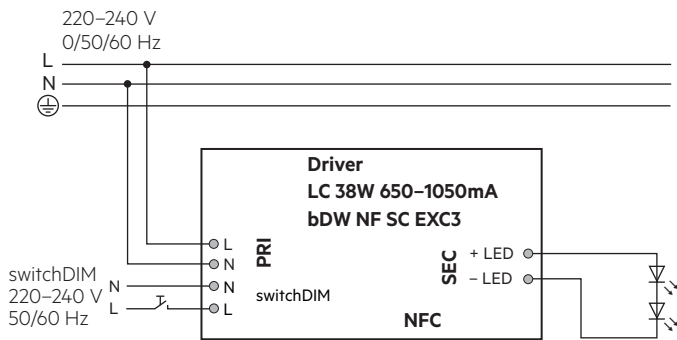 220–240 V
0/50/60 Hz
L
N
Driver
LC 38W 650–1050mA
bDW NF SC EXC3
L
N
PRI
SEC
+ LED
– LED
switchDIM
220–240 V
50/60 Hz
N
L
N
L
switchDIM
NFC